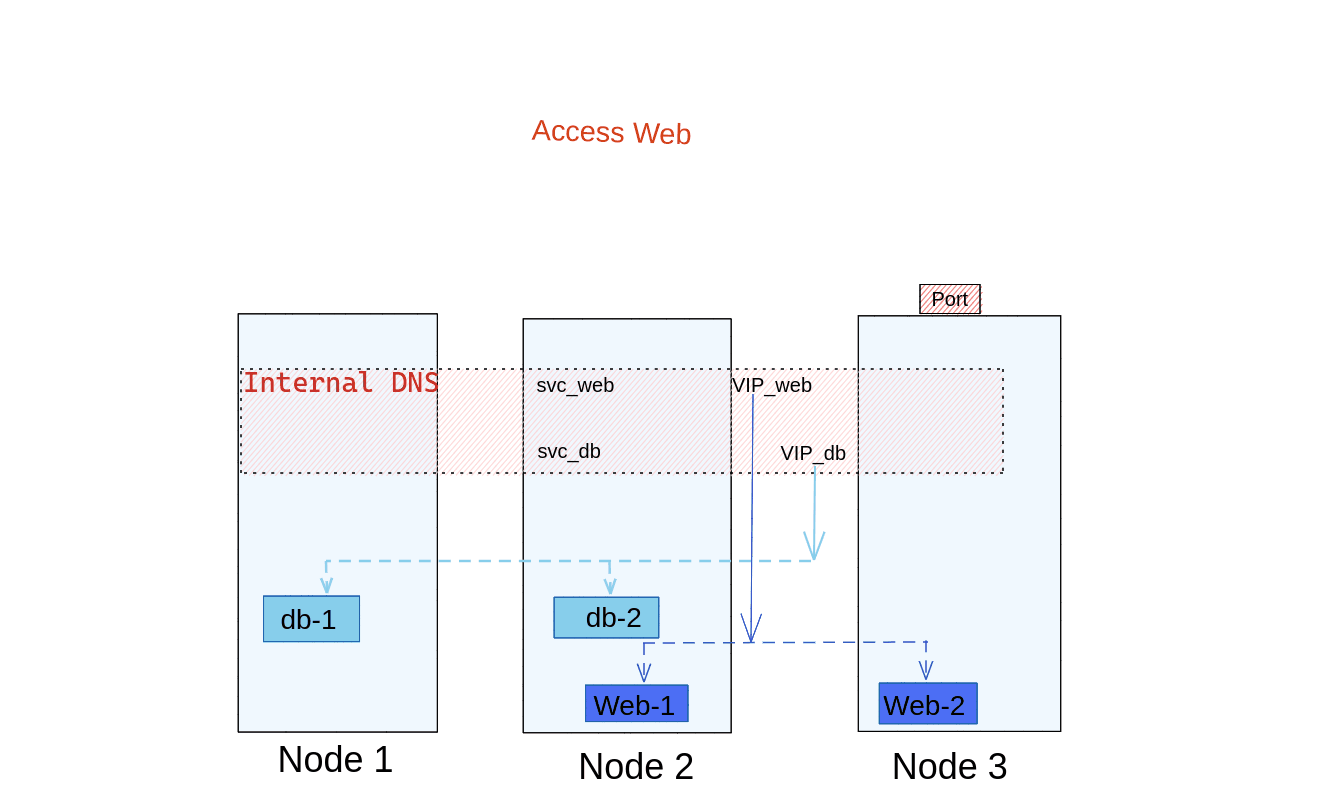 Access Web
Port
Internal DNS
svc_web
VIP_web
svc_db
VIP_db
db-1
db-2
Web-1
Web-2
Node 1
Node 2
Node 3